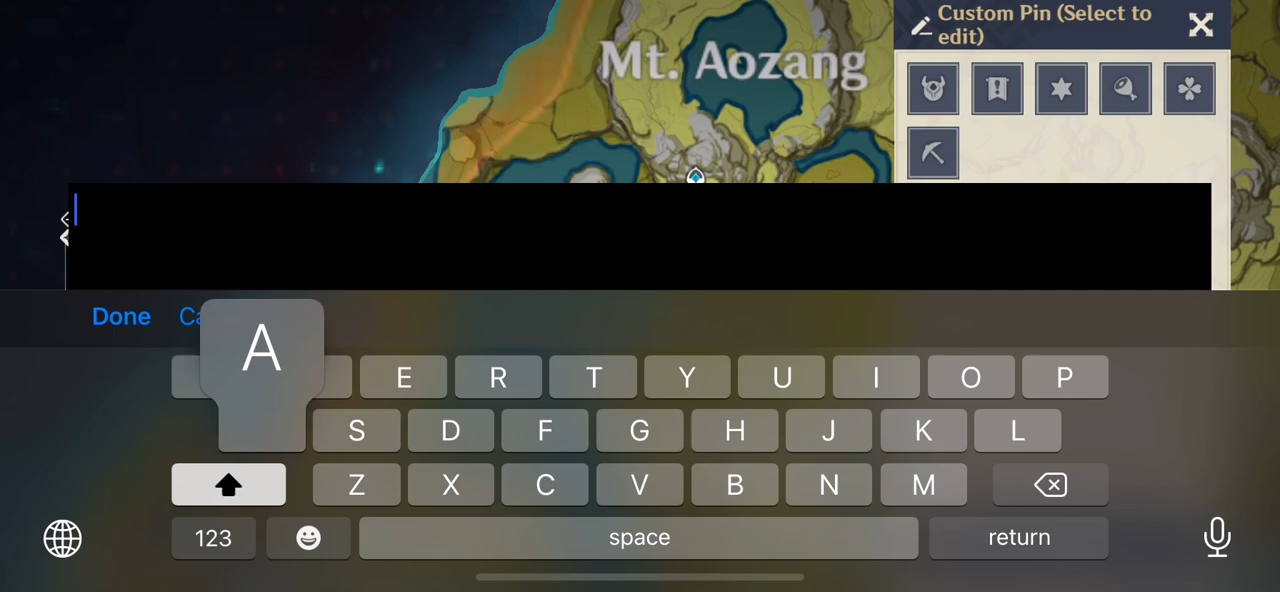 Mt. Aozang
Custom Pin (Select to
edit)
Done
A
E R T Y U I O P
S D F G H J K L
Z X C V B N M
123
space
return